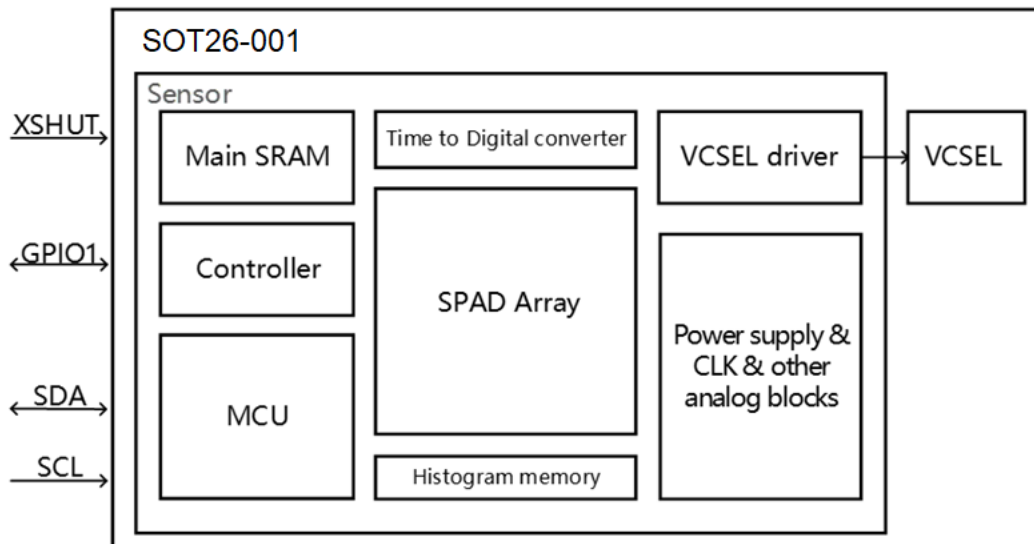 SOT26-001
Sensor
XSHUT
Main SRAM
Time to Digital converter
VCSEL driver
VCSEL
GPIO1
Controller
SPAD Array
Power supply &
CLK & other
analog blocks
SDA
MCU
SCL
Histogram memory